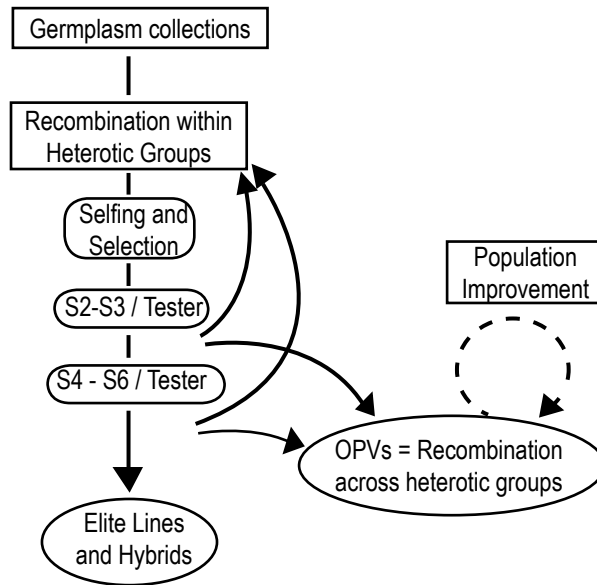 Germplasm collections
Recombination within
Heterotic Groups
Selfing and
Selection
S2-S3 / Tester
S4 - S6 / Tester
Elite Lines
and Hybrids
Population
Improvement
OPVs = Recombination
across heterotic groups